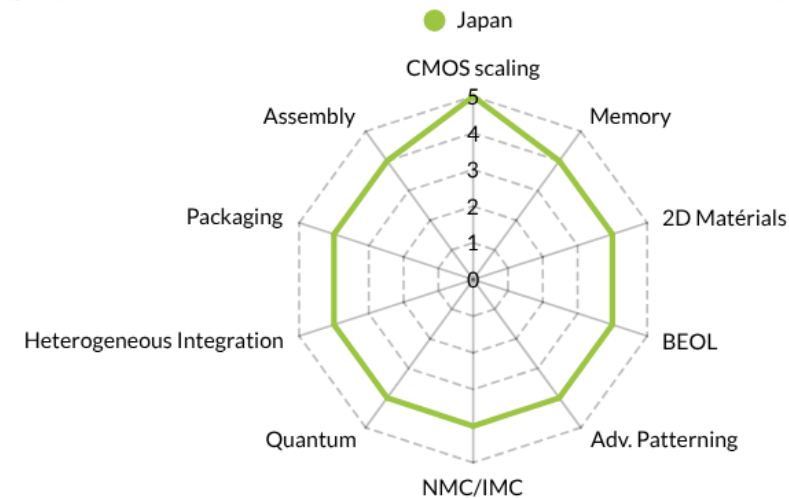 Japan
CMOS scaling
5
Assembly
Memory
4
3
Packaging
2D Matérials
2
1
0
Heterogeneous Integration
BEOL
Quantum
Adv. Patterning
NMC/IMC